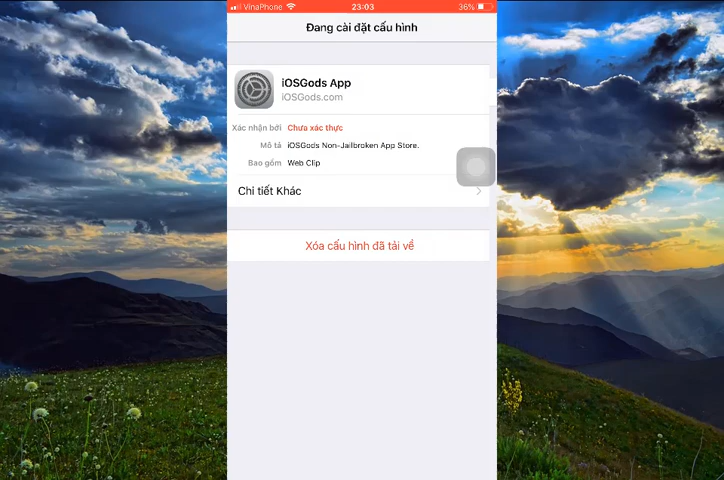 VinaPhone 23:03 36%
Đang cài đặt cấu hình
iOSGods App
iOSGods.com
Xác nhận bởi Chưa xác thực
Mô tả iOSGods Non-Jailbroken App Store.
Bao gồm Web Clip
Chi tiết Khác
Xóa cấu hình đã tải về